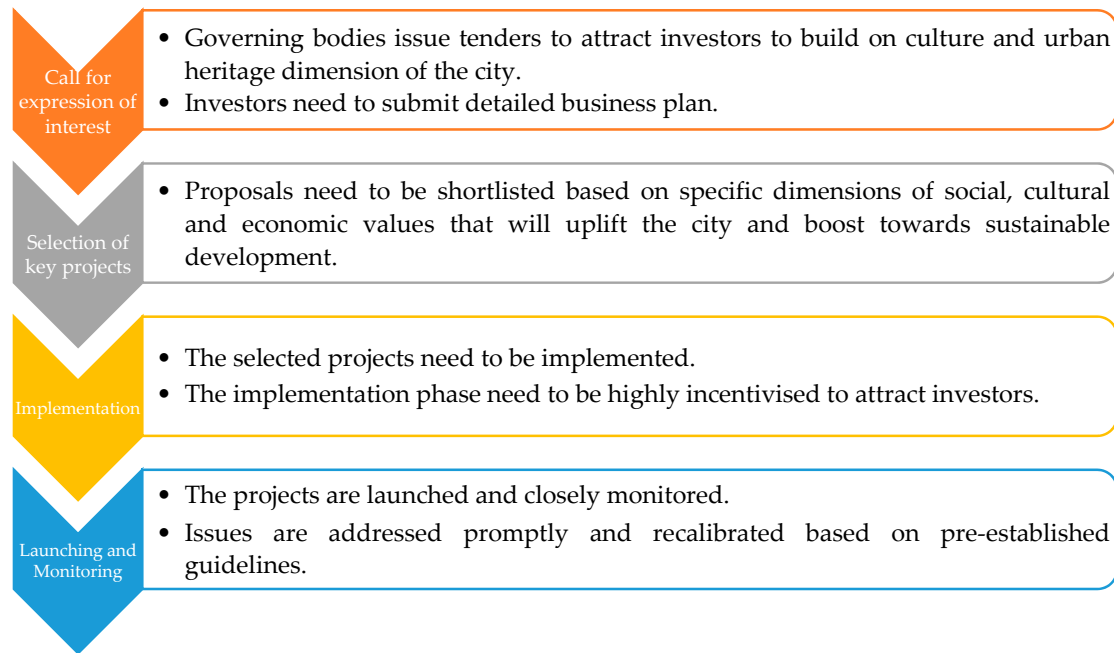 Call for
expression of
interest
• Governing bodies issue tenders to attract investors to build on culture and urban
heritage dimension of the city.
• Investors need to submit detailed business plan.
Selection of
key projects
• Proposals need to be shortlisted based on specific dimensions of social, cultural
and economic values that will uplift the city and boost towards sustainable
development.
Implementation
• The selected projects need to be implemented.
• The implementation phase need to be highly incentivised to attract investors.
Launching and
Monitoring
• The projects are launched and closely monitored.
• Issues are addressed promptly and recalibrated based on pre-established
guidelines.